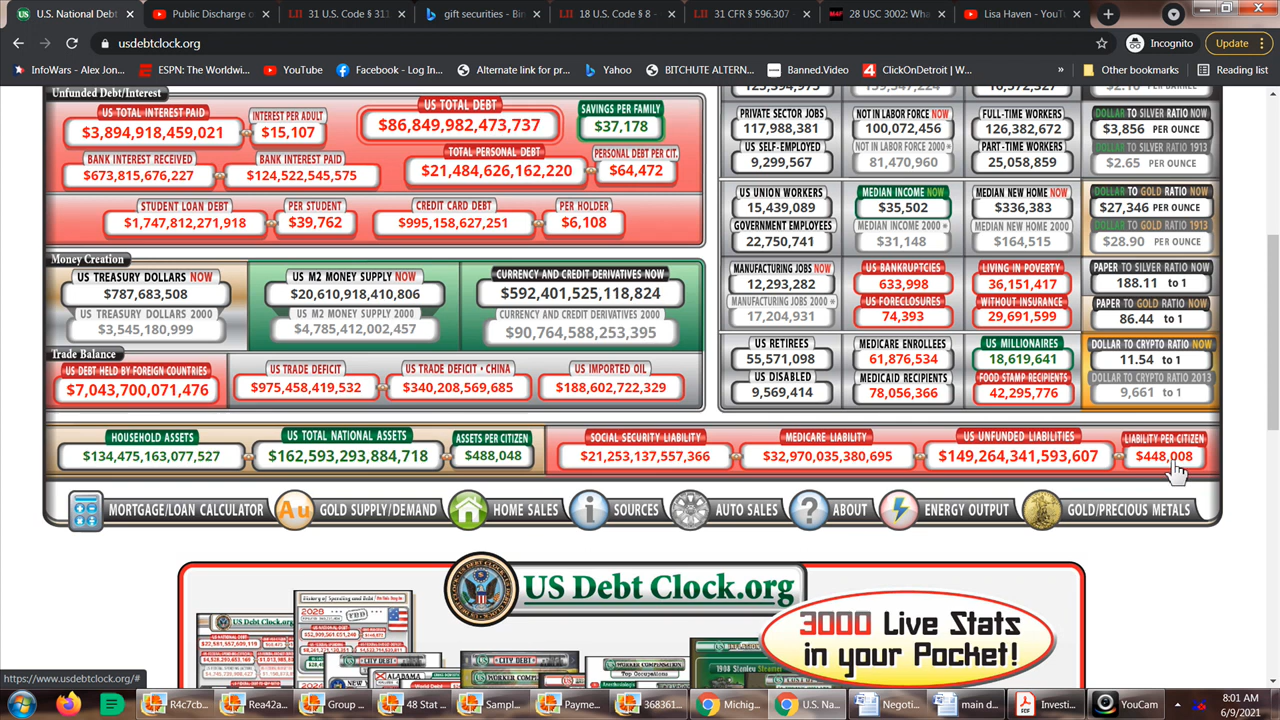 U.S. National Deb
Public Discharge o
31 U.S. Code § 311
gift securities - Bi
18 U.S. Code § 8 -
31 CFR § 596.307
28 USC 3002: Wh
Lisa Haven - YouT
usdebtclock.org
Incognito
Update
InfoWars - Alex Jon...
ESPN: The Worldwi...
YouTube
Facebook - Log In...
Alternate link for pr...
Yahoo
BITCHUTE ALTERN...
Banned.Video
ClickOnDetroit | W...
»
Other bookmarks
Reading list
Unfunded Debt/Interest
US TOTAL INTEREST PAID
$3,894,918,459,021
INTEREST PER ADULT
$15,107
US TOTAL DEBT
$86,849,982,473,737
SAVINGS PER FAMILY
$37,178
BANK INTEREST RECEIVED
$673,815,676,227
BANK INTEREST PAID
$124,522,545,575
TOTAL PERSONAL DEBT
$21,484,626,162,220
PERSONAL DEBT PER CIT.
$64,472
STUDENT LOAN DEBT
$1,747,812,271,918
PER STUDENT
$39,762
CREDIT CARD DEBT
$995,158,627,251
PER HOLDER
$6,108
Money Creation
US TREASURY DOLLARS NOW
$787,683,508
US TREASURY DOLLARS 2000
$3,545,180,999
US M2 MONEY SUPPLY NOW
$20,610,918,410,806
US M2 MONEY SUPPLY 2000
$4,785,412,002,457
CURRENCY AND CREDIT DERIVATIVES NOW
$592,401,525,118,824
CURRENCY AND CREDIT DERIVATIVES 2000
$90,764,588,253,395
Trade Balance
US DEBT HELD BY FOREIGN COUNTRIES
$7,043,700,071,476
US TRADE DEFICIT
$975,458,419,532
US TRADE DEFICIT • CHINA
$340,208,569,685
US IMPORTED OIL
$188,602,722,329
PER BARREL
PRIVATE SECTOR JOBS
117,988,381
US SELF-EMPLOYED
9,299,567
NOT IN LABOR FORCE NOW
100,072,456
NOT IN LABOR FORCE 2000
81,470,960
FULL-TIME WORKERS
126,382,672
PART-TIME WORKERS
25,058,859
DOLLAR TO SILVER RATIO NOW
$3,856 PER OUNCE
DOLLAR TO SILVER RATIO 1913
$2.65 PER OUNCE
US UNION WORKERS
15,439,089
GOVERNMENT EMPLOYEES
22,750,741
MEDIAN INCOME NOW
$35,502
MEDIAN INCOME 2000
$31,148
MEDIAN NEW HOME NOW
$336,383
MEDIAN NEW HOME 2000
$164,515
DOLLAR TO GOLD RATIO NOW
$27,346 PER OUNCE
DOLLAR TO GOLD RATIO 1913
$28.90 PER OUNCE
MANUFACTURING JOBS NOW
12,293,282
MANUFACTURING JOBS 2000
17,204,931
US BANKRUPTCIES
633,998
US FORECLOSURES
74,393
LIVING IN POVERTY
36,151,417
WITHOUT INSURANCE
29,691,599
PAPER TO SILVER RATIO NOW
188.11 to 1
PAPER TO GOLD RATIO NOW
86.44 to 1
US RETIREES
55,571,098
US DISABLED
9,569,414
MEDICARE ENROLLEES
61,876,534
MEDICAID RECIPIENTS
78,056,366
US MILLIONAIRES
18,619,641
FOOD STAMP RECIPIENTS
42,295,776
DOLLAR TO CRYPTO RATIO NOW
11.54 to 1
DOLLAR TO CRYPTO RATIO 2013
9,661 to 1
HOUSEHOLD ASSETS
$134,475,163,077,527
US TOTAL NATIONAL ASSETS
$162,593,293,884,718
ASSETS PER CITIZEN
$488,048
SOCIAL SECURITY LIABILITY
$21,253,137,557,366
MEDICARE LIABILITY
$32,970,035,380,695
US UNFUNDED LIABILITIES
$149,264,341,593,607
LIABILITY PER CITIZEN
$448,008
MORTGAGE/LOAN CALCULATOR
Au GOLD SUPPLY/DEMAND
HOME SALES
SOURCES
AUTO SALES
ABOUT
ENERGY OUTPUT
GOLD/PRECIOUS METALS
US Debt Clock.org
3000 Live Stats
in your Pocket!
https://www.usdebtclock.org/#
R4c7cb...
Rea42a...
Group ...
48 Stat ...
Sampl...
Payme...
368361...
Michig...
U.S. Na...
Negoti...
main d...
Investi...
YouCam
8:01 AM
6/9/2021